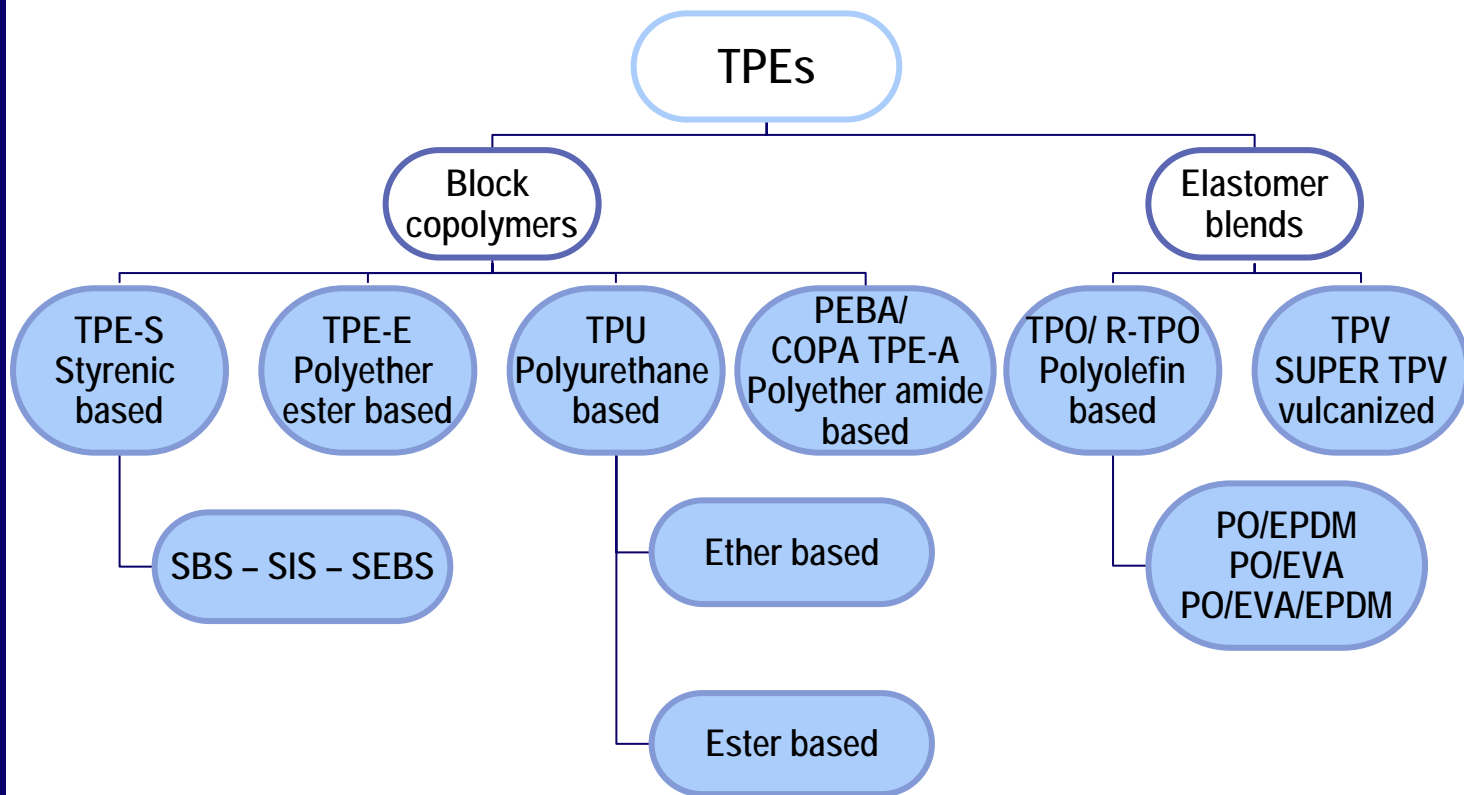 TPEs
Block
copolymers
Elastomer
blends
TPE-S
Styrenic
based
TPE-E
Polyether
ester based
TPU
Polyurethane
based
PEBA/
COPA TPE-A
Polyether amide
based
TPO/ R-TPO
Polyolefin
based
TPV
SUPER TPV
vulcanized
SBS – SIS – SEBS
Ether based
Ester based
PO/EPDM
PO/EVA
PO/EVA/EPDM